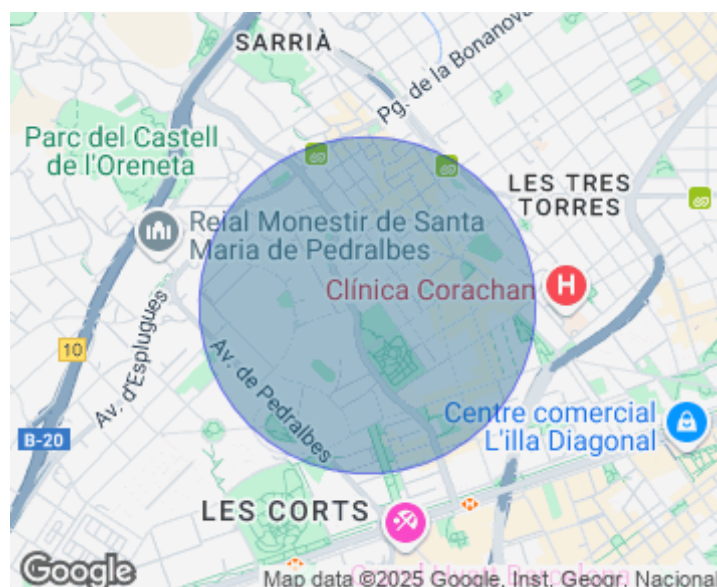 SARRIÀ
Pg. de la Bonanova
Parc del Castell
de l'Oreneta
LES TRES
TORRES
Reial Monestir de Santa
Maria de Pedralbes
Clínica Corachan
H
10
Av. d'Esplugues
Av. de Pedralbes
B-20
Centre comercial
L'illa Diagonal
LES CORTS
Google
Map data ©2025 Google, Inst. Geogr. Nacional